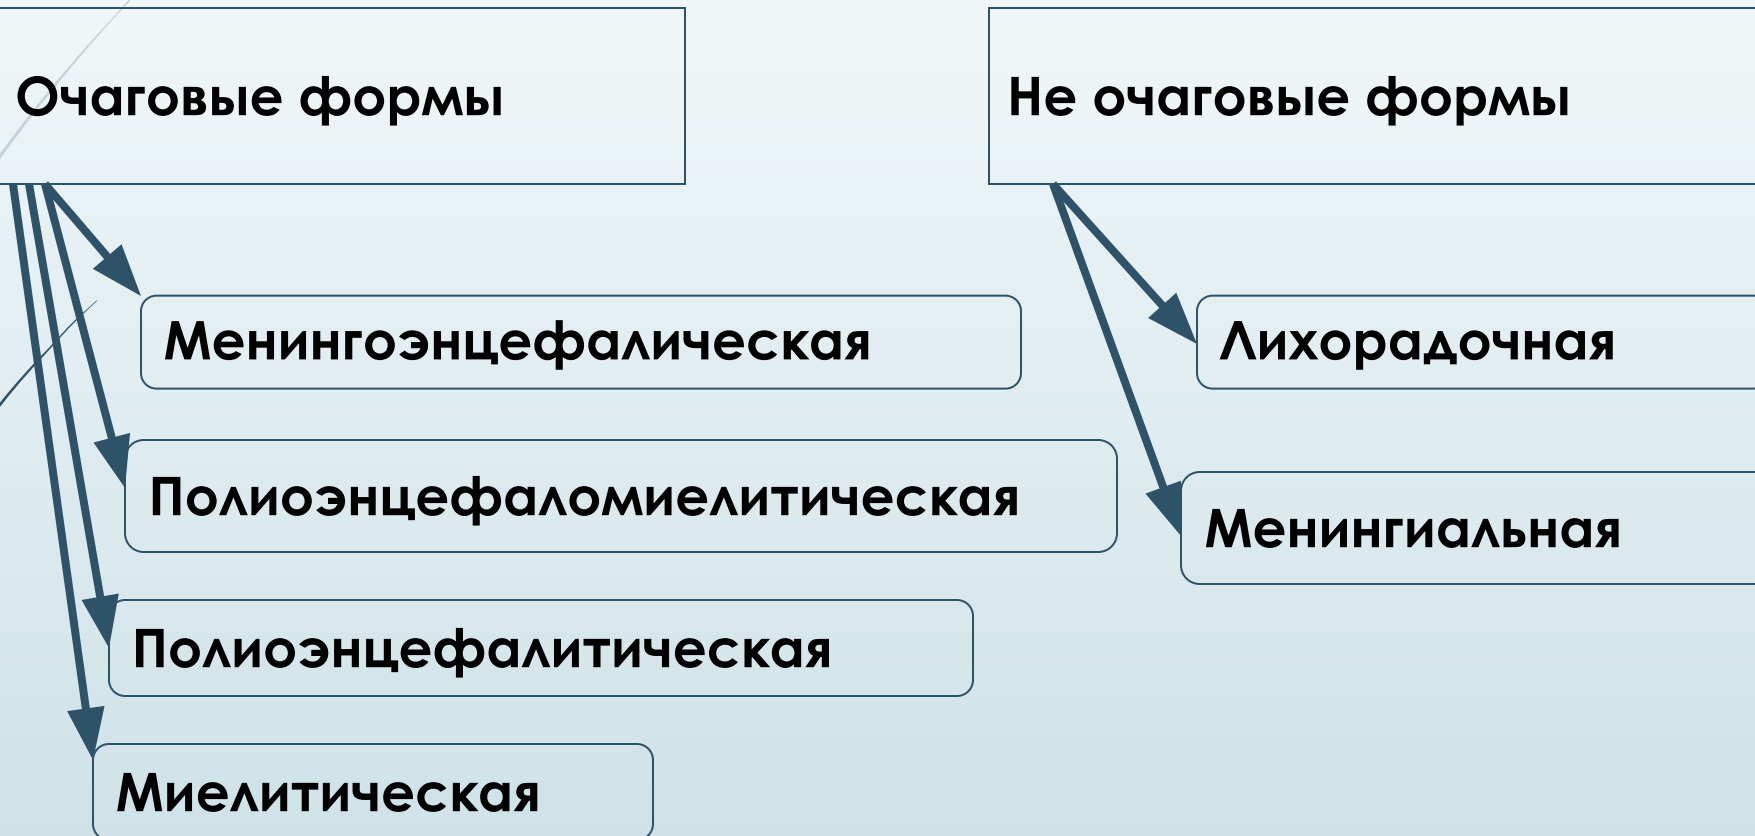 Очаговые формы
Менингоэнцефалическая
Полиоэнцефаломиелитическая
Полиоэнцефалитическая
Миелитическая
Не очаговые формы
Лихорадочная
Менингиальная